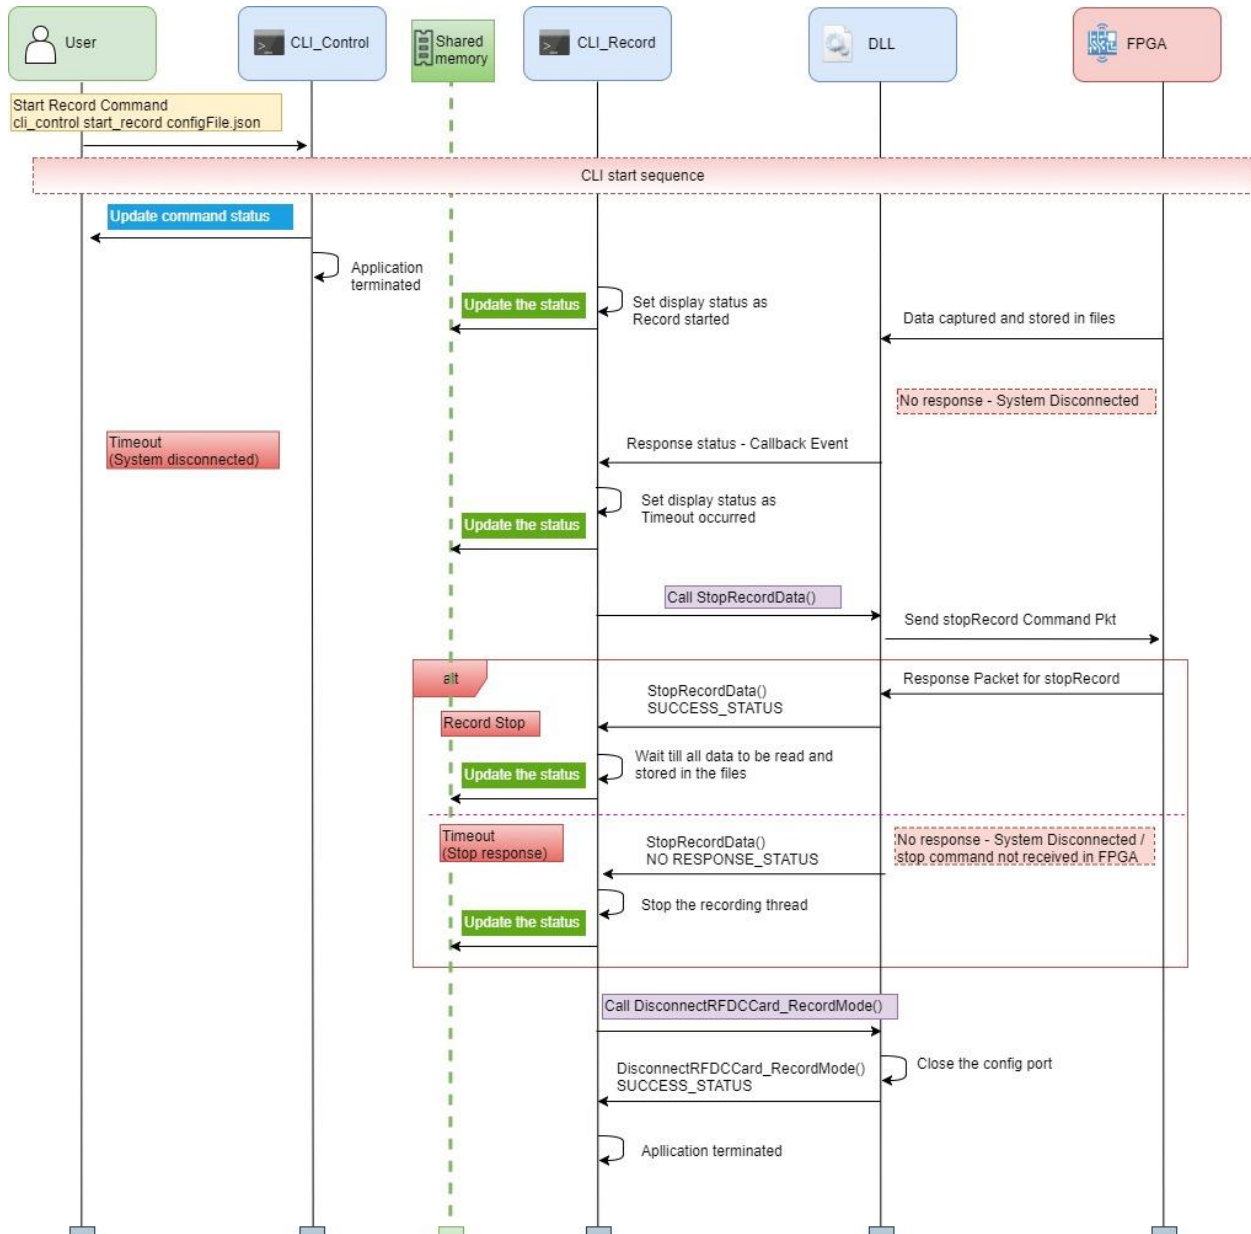 User
CLI_Control
Shared
memory
CLI_Record
DLL
FPGA
Start Record Command
cli_control start_record configFile.json
CLI start sequence
Update command status
Application
terminated
Update the status
Set display status as
Record started
Data captured and stored in files
No response - System Disconnected
Timeout
(System disconnected)
Response status - Callback Event
Set display status as
Timeout occurred
Update the status
Call StopRecordData()
Send stopRecord Command Pkt
alt
Response Packet for stopRecord
StopRecordData()
SUCCESS_STATUS
Record Stop
Wait till all data to be read and
stored in the files
Update the status
Timeout
(Stop response)
StopRecordData()
NO RESPONSE_STATUS
No response - System Disconnected /
stop command not received in FPGA
Stop the recording thread
Update the status
Call DisconnectRFDCCard_RecordMode()
Close the config port
DisconnectRFDCCard_RecordMode()
SUCCESS_STATUS
Apllication terminated